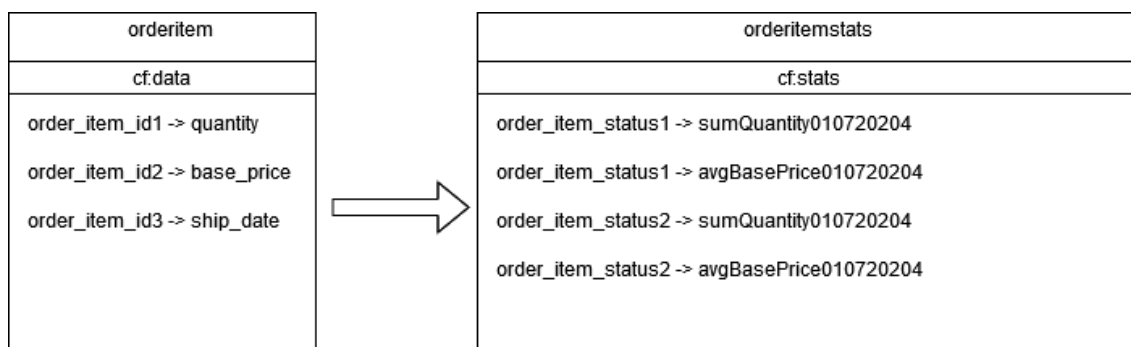 orderitem
cf:data
order_item_id1 -> quantity
order_item_id2 -> base_price
order_item_id3 -> ship_date
orderitemstats
cf:stats
order_item_status1 -> sumQuantity010720204
order_item_status1 -> avgBasePrice010720204
order_item_status2 -> sumQuantity010720204
order_item_status2 -> avgBasePrice010720204